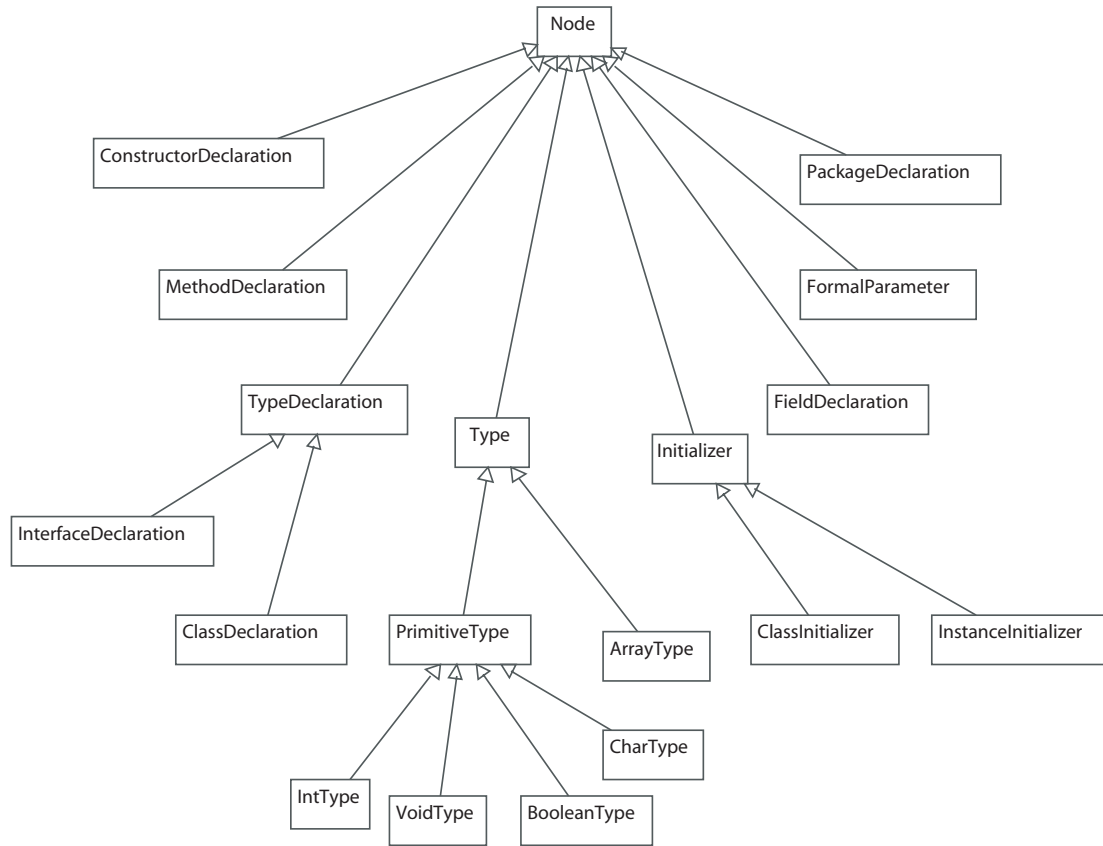 Node
ConstructorDeclaration
PackageDeclaration
MethodDeclaration
FormalParameter
TypeDeclaration
FieldDeclaration
Type
Initializer
InterfaceDeclaration
ClassDeclaration
PrimitiveType
ArrayType
ClassInitializer
InstanceInitializer
CharType
IntType
VoidType
BooleanType